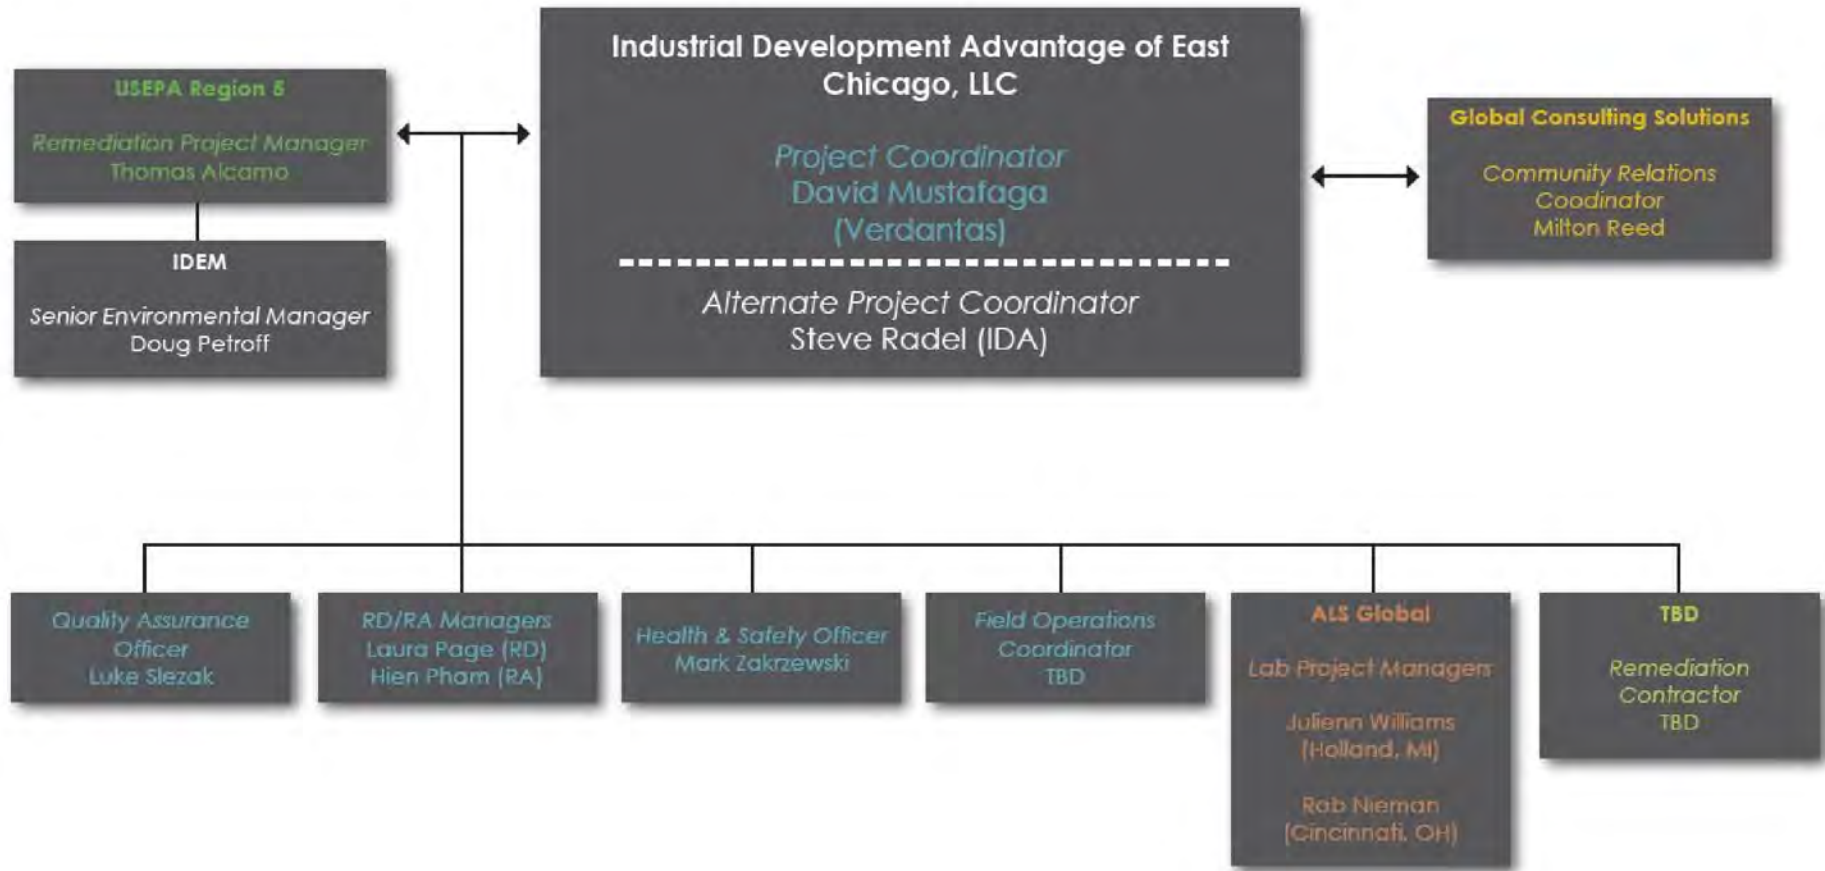 Industrial Development Advantage of East
Chicago, LLC
Project Coordinator
David Mustafaga
(Verdantas)
Alternate Project Coordinator
Steve Radel (IDA)
USEPA Region 5
Remediation Project Manager
Thomas Alcamo
IDEM
Senior Environmental Manager
Doug Petroff
Global Consulting Solutions
Community Relations
Coodinator
Milton Reed
Quality Assurance
Officer
Luke Slezak
RD/RA Managers
Laura Page (RD)
Hien Pham (RA)
Health & Safety Officer
Mark Zakrzewski
Field Operations
Coordinator
TBD
ALS Global
Lab Project Managers
Julienn Williams
(Holland, MI)
Rob Nieman
(Cincinnati, OH)
TBD
Remediation
Contractor
TBD